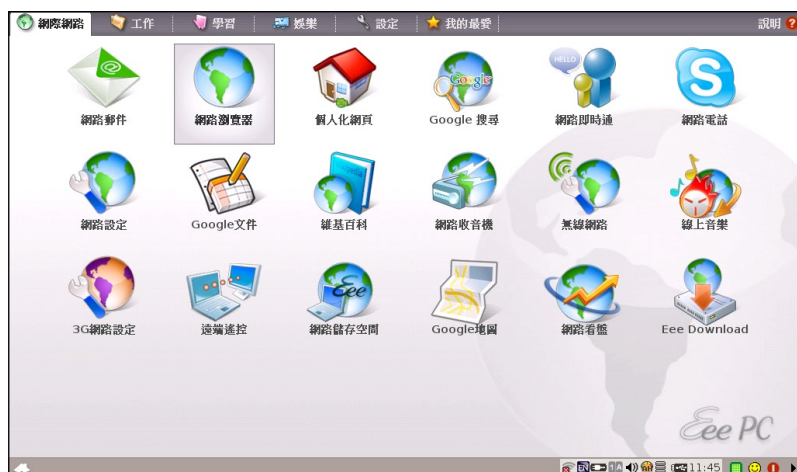 網際網路 工作 學習 娛樂 設定 我的最愛 說明 ?
網路郵件 網路瀏覽器 個人化網頁 Google 搜尋 網路即時通 網路電話
網路設定 Google文件 維基百科 網路收音機 無線網路 線上音樂
3G網路設定 遠端遙控 網路儲存空間 Google地圖 網路看盤 Eee Download
HELLO
Google
S
Eee
Eee PC
11:45